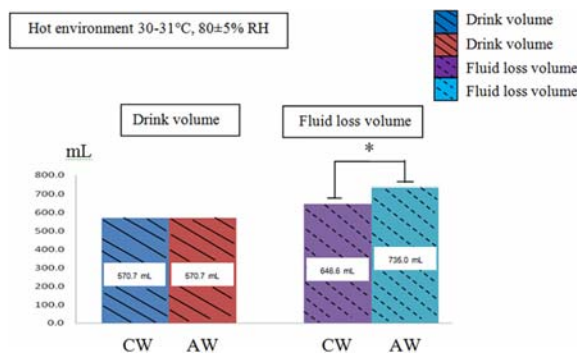 Hot environment 30-31°C, 80±5% RH
Drink volume
Drink volume
Fluid loss volume
Fluid loss volume
Drink volume
Fluid loss volume
mL
*
800.0
700.0
600.0
500.0
400.0
300.0
200.0
100.0
0.0
570.7 mL
570.7 mL
646.6 mL
735.0 mL
CW
AW
CW
AW